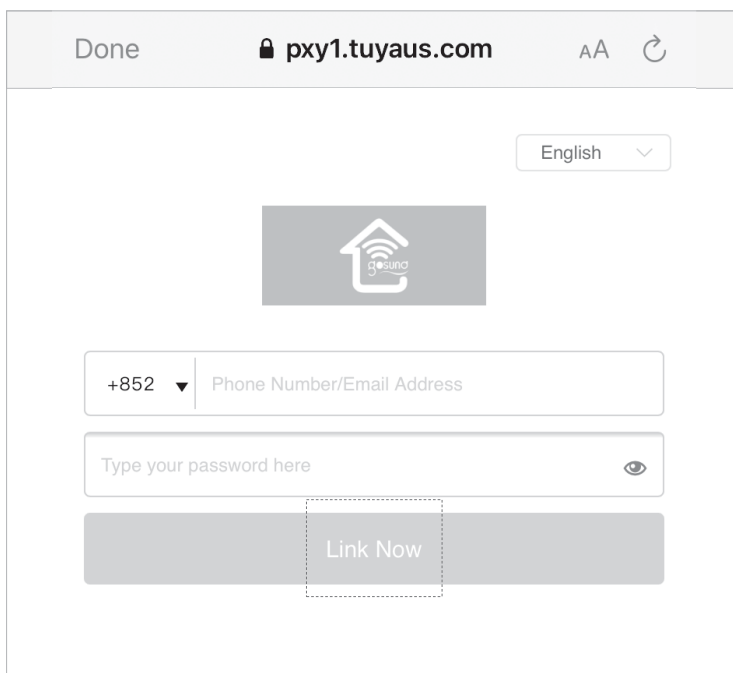 Done pxy1.tuyaus.com AA
English
gosund
+852 Phone Number/Email Address
Type your password here
Link Now